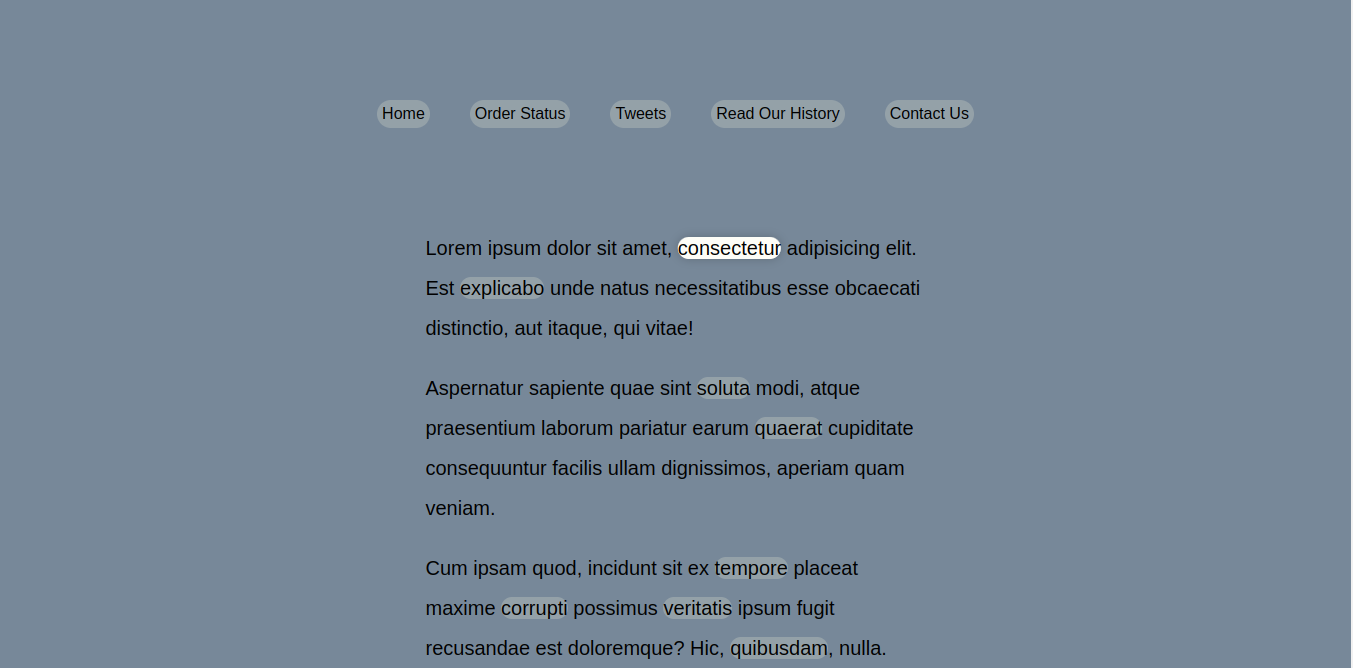 Home Order Status Tweets Read Our History Contact Us
Lorem ipsum dolor sit amet, consectetur adipisicing elit.
Est explicabo unde natus necessitatibus esse obcaecati
distinctio, aut itaque, qui vitae!
Aspernatur sapiente quae sint soluta modi, atque
praesentium laborum pariatur earum quaerat cupiditate
consequuntur facilis ullam dignissimos, aperiam quam
veniam.
Cum ipsam quod, incidunt sit ex tempore placeat
maxime corrupti possimus veritatis ipsum fugit
recusandae est doloremque? Hic, quibusdam, nulla.